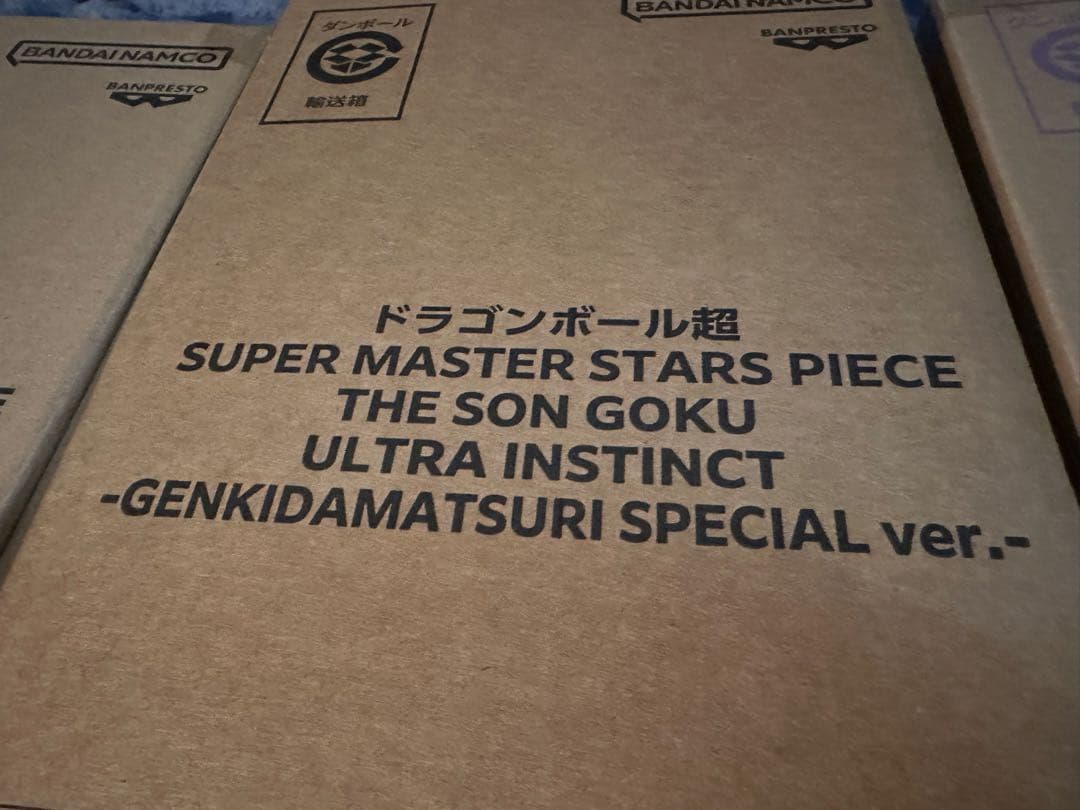 BANDAI NAMCO
BANPRESTO
ダンボール
輸送箱
BANDAI NAMCO
BANPRESTO
ドラゴンボール超
SUPER MASTER STARS PIECE
THE SON GOKU
ULTRA INSTINCT
-GENKIDAMATSURI SPECIAL ver.-